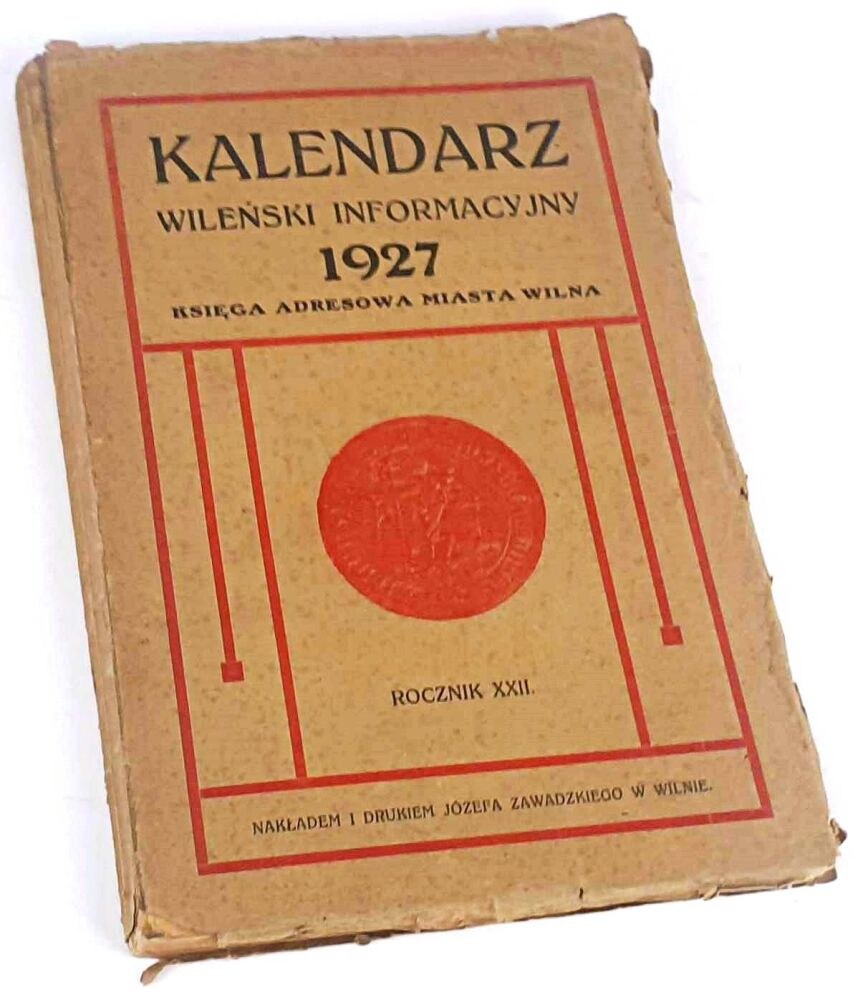 KALENDARZ
WILEŃSKI INFORMACYJNY
1927
KSIĘGA ADRESOWA MIASTA WILNA
ROCZNIK XXII.
NAKŁADEM I DRUKIEM JÓZEFA ZAWADZKIEGO W WILNIE.